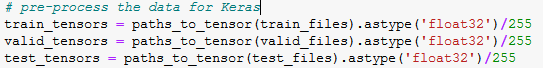 # pre-process the data for Keras
train_tensors = paths_to_tensor(train_files).astype('float32')/255
valid_tensors = paths_to_tensor(valid_files).astype('float32')/255
test_tensors = paths_to_tensor(test_files).astype('float32')/255